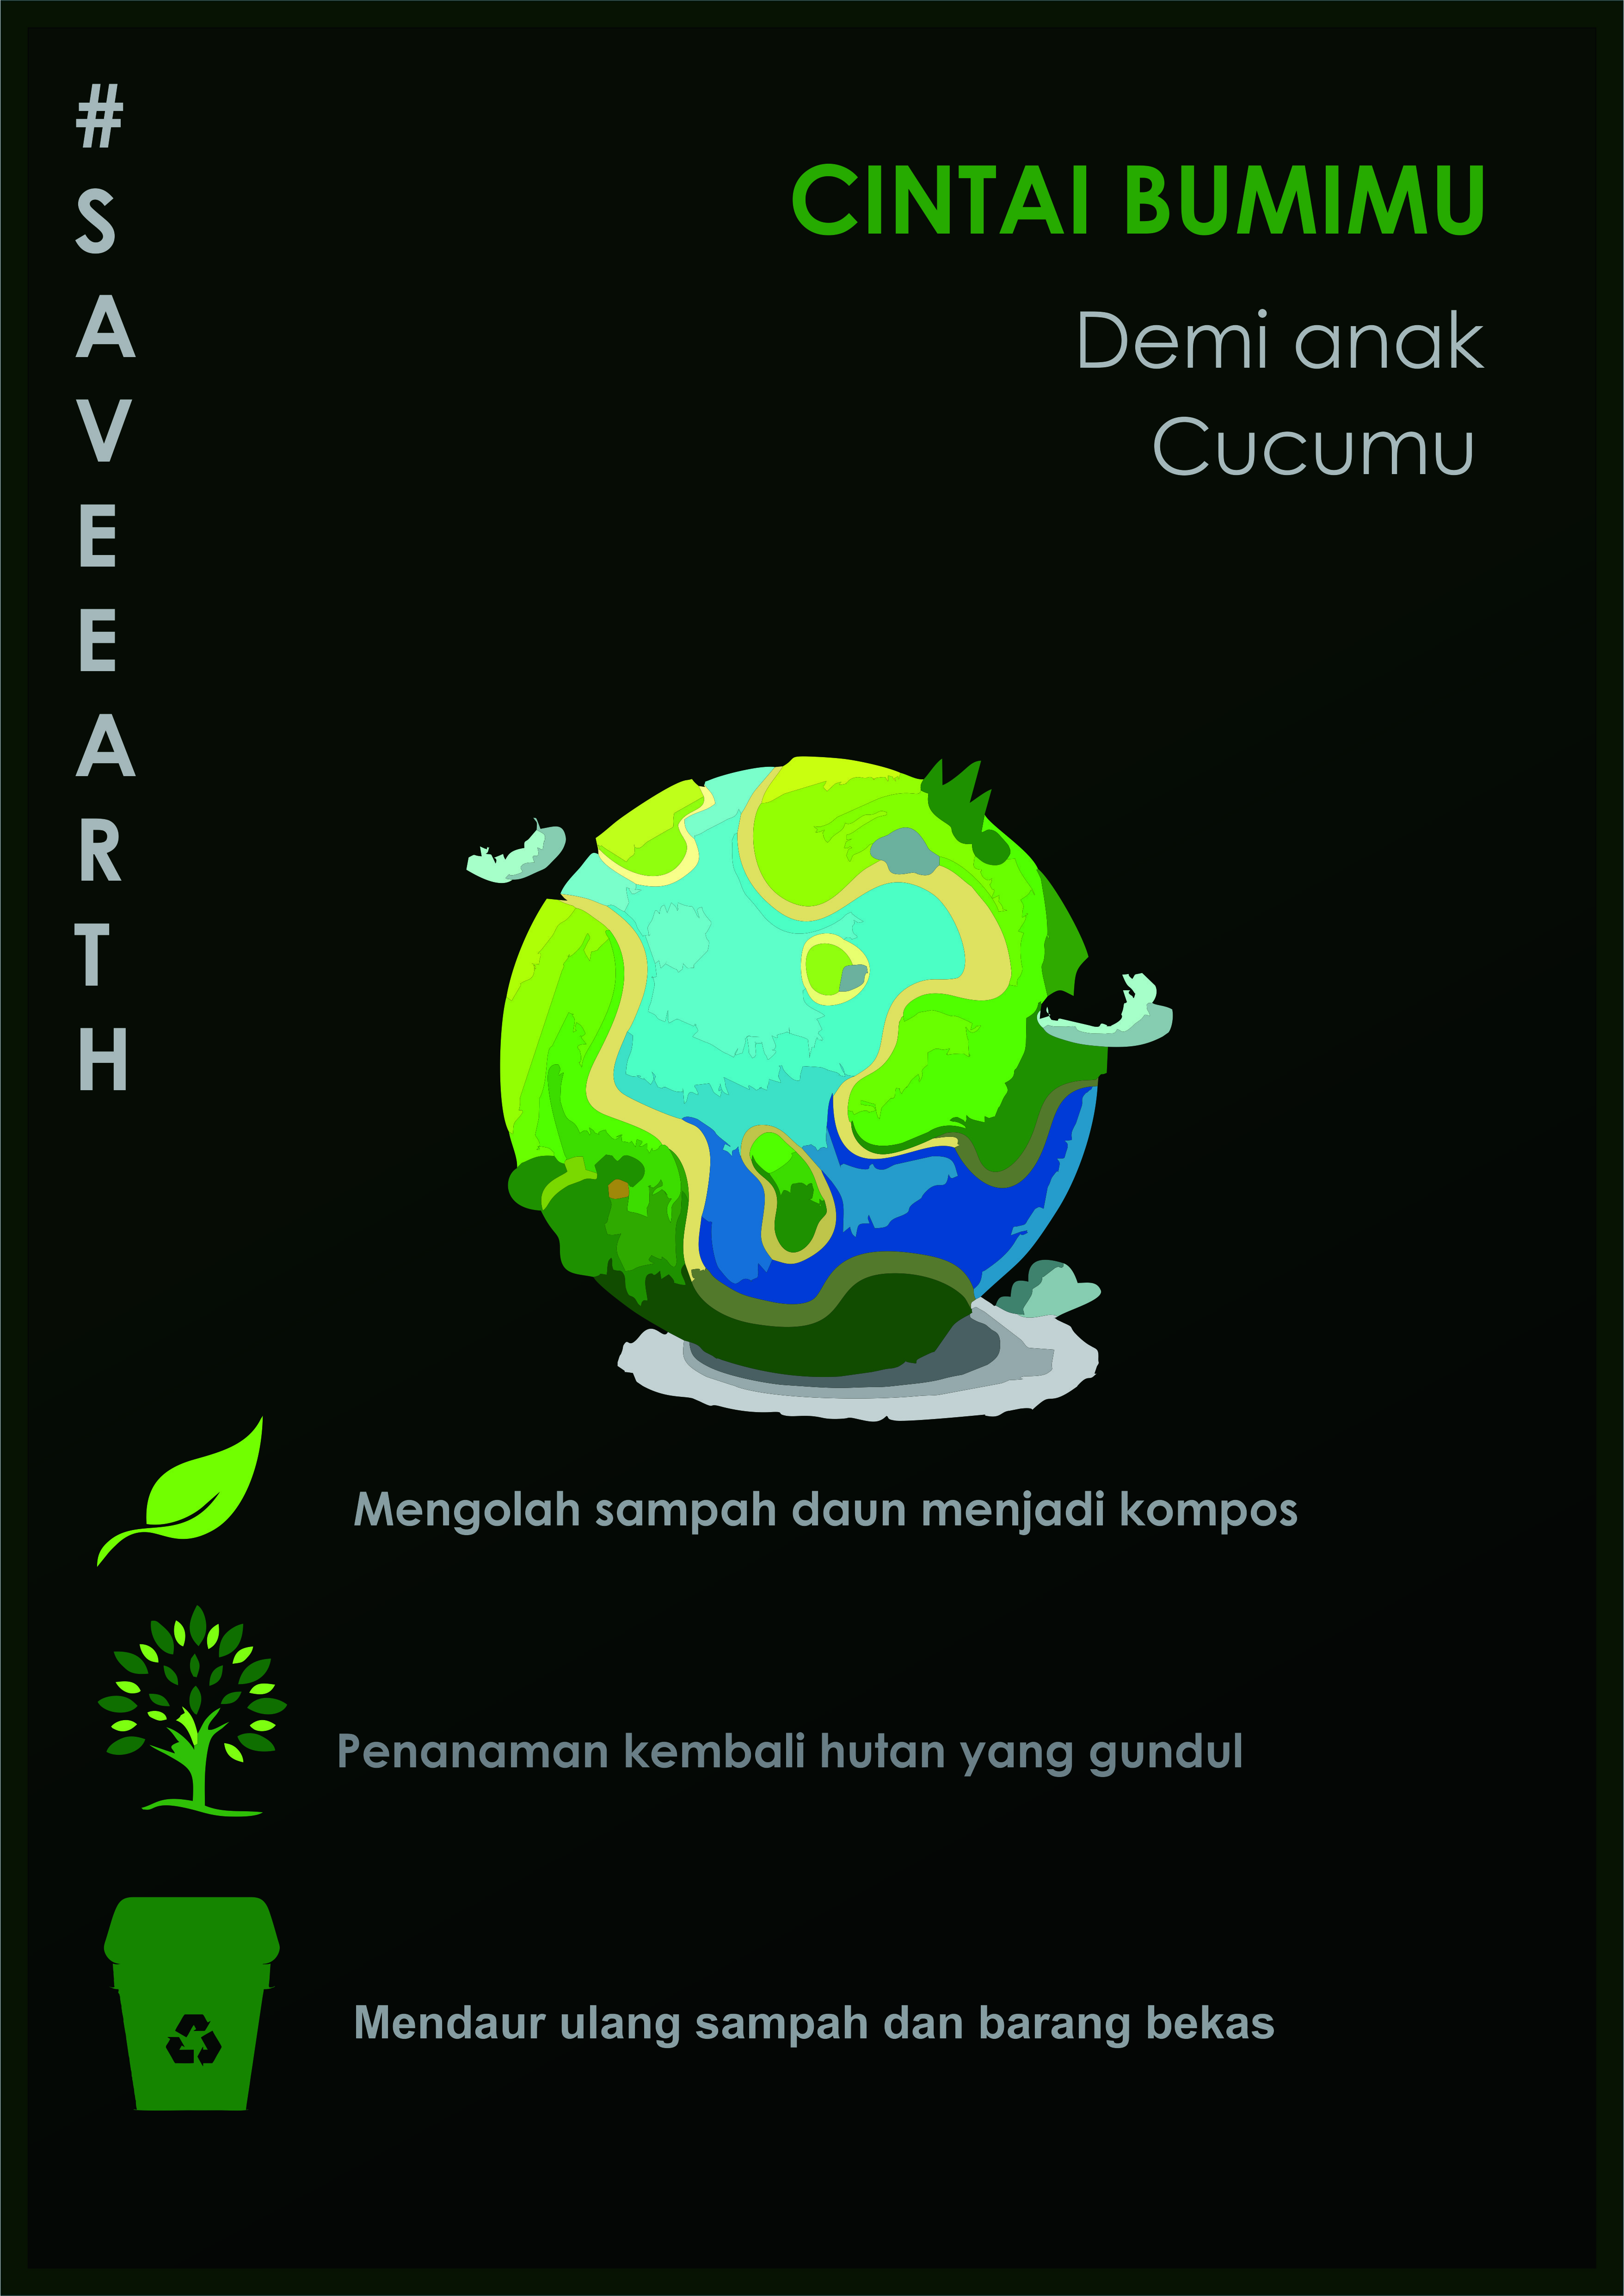 #SAVEEARTH
CINTAI BUMIMU
Demi anak
Cucumu
Mengolah sampah daun menjadi kompos
Penanaman kembali hutan yang gundul
Mendaur ulang sampah dan barang bekas